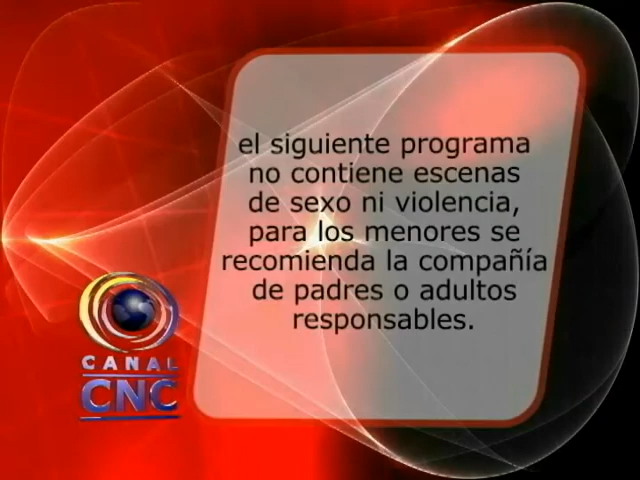 el siguiente programa
no contiene escenas
de sexo ni violencia,
para los menores se
recomienda la compañía
de padres o adultos
responsables.
CANAL
CNC